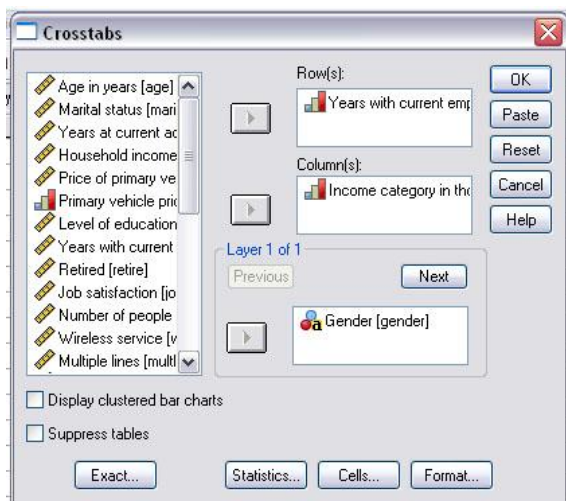 Crosstabs
Age in years [age]
Marital status [mari
Years at current ad
Household income
Price of primary ve
Primary vehicle pric
Level of education
Years with current
Retired [retire]
Job satisfaction [jo
Number of people
Wireless service [w
Multiple lines [multl
Row(s):
Years with current emp
Column(s):
Income category in tho
Layer 1 of 1
Previous
Next
Gender [gender]
OK
Paste
Reset
Cancel
Help
Display clustered bar charts
Suppress tables
Exact...
Statistics...
Cells...
Format...